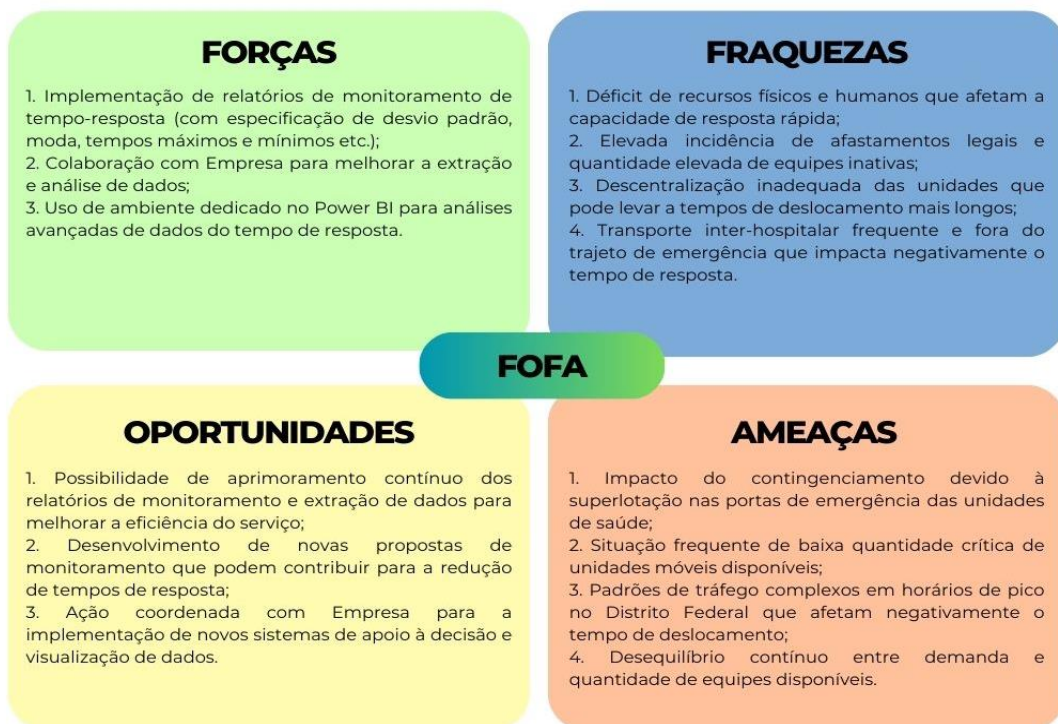 FORÇAS
1. Implementação de relatórios de monitoramento de
tempo-resposta (com especificação de desvio padrão,
moda, tempos máximos e mínimos etc.);
2. Colaboração com Empresa para melhorar a extração
e análise de dados;
3. Uso de ambiente dedicado no Power BI para análises
avançadas de dados do tempo de resposta.
FRAQUEZAS
1. Déficit de recursos físicos e humanos que afetam a
capacidade de resposta rápida;
2. Elevada incidência de afastamentos legais e
quantidade elevada de equipes inativas;
3. Descentralização inadequada das unidades que
pode levar a tempos de deslocamento mais longos;
4. Transporte inter-hospitalar frequente e fora do
trajeto de emergência que impacta negativamente o
tempo de resposta.
FOFA
OPORTUNIDADES
1. Possibilidade de aprimoramento contínuo dos
relatórios de monitoramento e extração de dados para
melhorar a eficiência do serviço;
2. Desenvolvimento de novas propostas de
monitoramento que podem contribuir para a redução
de tempos de resposta;
3. Ação coordenada com Empresa para a
implementação de novos sistemas de apoio à decisão e
visualização de dados.
AMEAÇAS
1. Impacto do contingenciamento devido à
superlotação nas portas de emergência das unidades
de saúde;
2. Situação frequente de baixa quantidade crítica de
unidades móveis disponíveis;
3. Padrões de tráfego complexos em horários de pico
no Distrito Federal que afetam negativamente o
tempo de deslocamento;
4. Desequilíbrio contínuo entre demanda e
quantidade de equipes disponíveis.